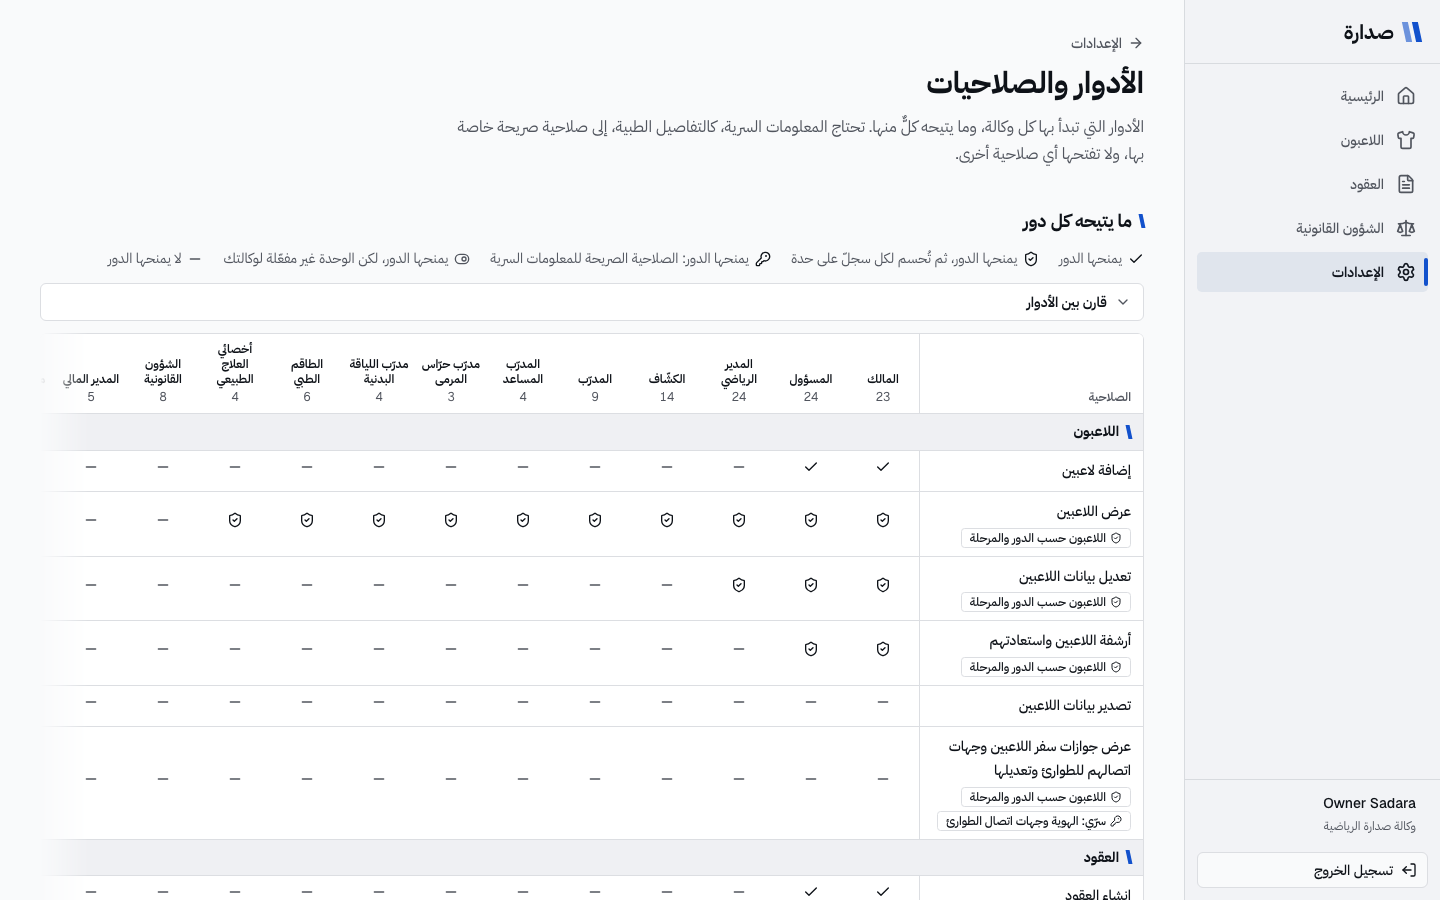 صدارة
الرئيسية
اللاعبون
العقود
الشؤون القانونية
الإعدادات
Owner Sadara
وكالة صدارة الرياضية
تسجيل الخروج
الإعدادات
الأدوار والصلاحيات
الأدوار التي تبدأ بها كل وكالة، وما يتيحه كلٌّ منها. تحتاج المعلومات السرية، كالتفاصيل الطبية، إلى صلاحية صريحة خاصة
بها، ولا تفتحها أي صلاحية أخرى.
ما يتيحه كل دور
يمنحها الدور
يمنحها الدور، ثم تُحسم لكل سجلّ على حدة
يمنحها الدور: الصلاحية الصريحة للمعلومات السرية
يمنحها الدور، لكن الوحدة غير مفعّلة لوكالتك
لا يمنحها الدور
قارن بين الأدوار
الصلاحية
المالك
23
المسؤول
24
المدير
الرياضي
24
الكشّاف
14
المدرّب
9
المدرّب
المساعد
4
مدرّب حرّاس
المرمى
3
مدرّب اللياقة
البدنية
4
الطاقم
الطبي
6
أخصائي
العلاج
الطبيعي
4
الشؤون
القانونية
8
المدير المالي
5
اللاعبون
إضافة لاعبين
عرض اللاعبين
اللاعبون حسب الدور والمرحلة
تعديل بيانات اللاعبين
اللاعبون حسب الدور والمرحلة
أرشفة اللاعبين واستعادتهم
اللاعبون حسب الدور والمرحلة
تصدير بيانات اللاعبين
عرض جوازات سفر اللاعبين وجهات
اتصالهم للطوارئ وتعديلها
اللاعبون حسب الدور والمرحلة
سرّي: الهوية وجهات اتصال الطوارئ
العقود
إنشاء العقود